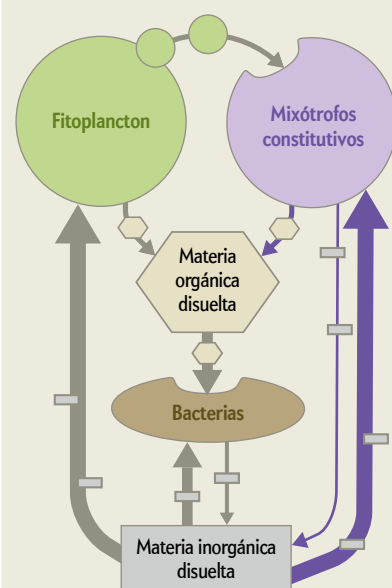 Fitoplancton
Mixótrofos
constitutivos
Materia
orgánica
disuelta
Bacterias
Materia inorgánica
disuelta